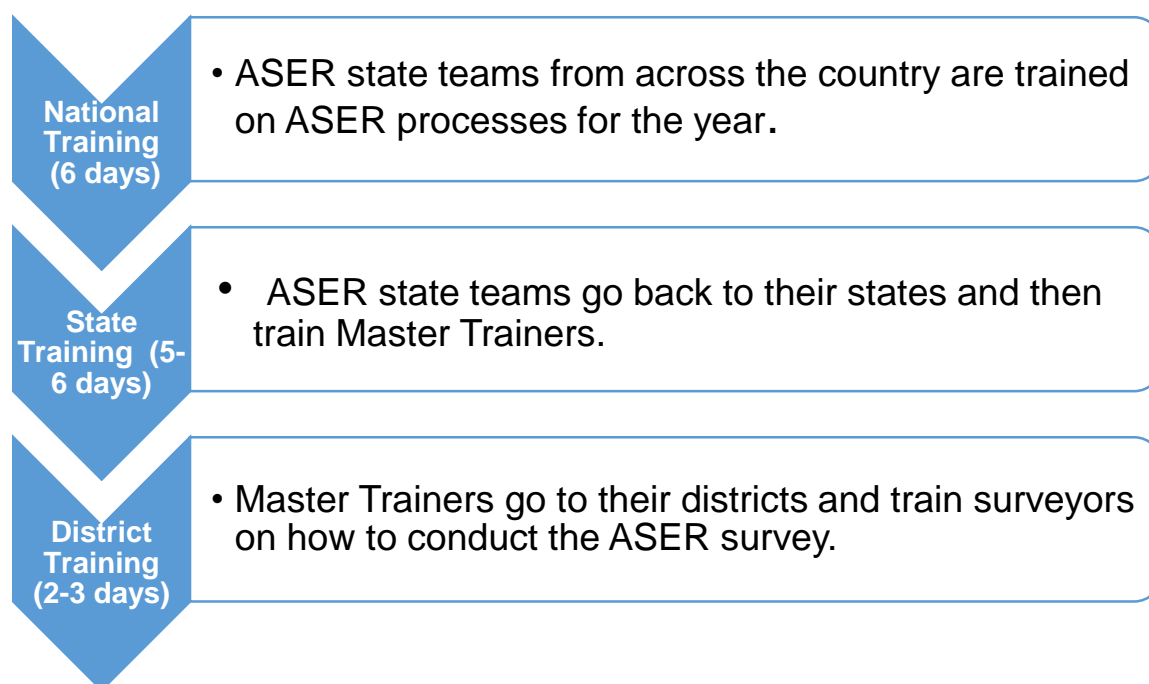 National
Training
(6 days)
• ASER state teams from across the country are trained
on ASER processes for the year.
State
Training (5-
6 days)
• ASER state teams go back to their states and then
train Master Trainers.
District
Training
(2-3 days)
• Master Trainers go to their districts and train surveyors
on how to conduct the ASER survey.